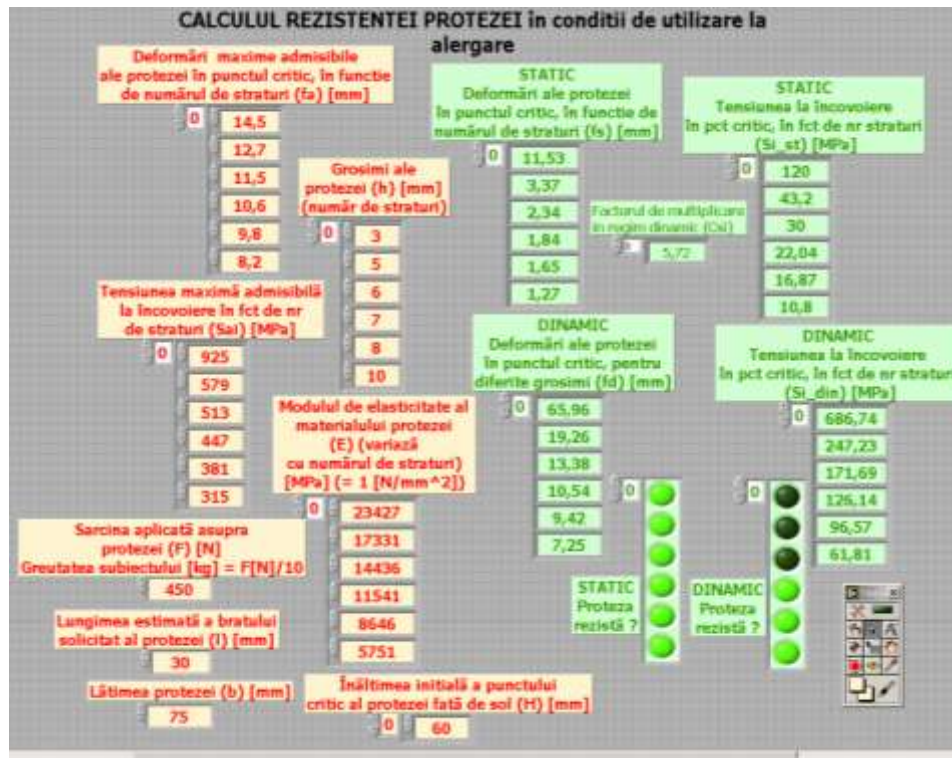 CALCULUL REZISTENTEI PROTEZEI în conditii de utilizare la
alergare
Deformări maxime admisibile
ale protezei în punctul critic, în functie
de numărul de straturi (fa) [mm]
0
14,5
12,7
11,5
10,6
9,8
8,2
Grosimi ale
protezei (h) [mm]
(număr de straturi)
0
3
5
6
7
8
10
Tensiunea maximă admisibilă
la încovoiere în fct de nr
de straturi (Sai) [MPa]
0
925
579
513
447
381
315
Modulul de elasticitate al
materialului protezei
(E) (variază
cu numărul de straturi)
[MPa] (= 1 [N/mm^2])
0
23427
17331
14436
11541
8646
5751
Sarcina aplicată asupra
protezei (F) [N]
Greutatea subiectului [kg] = F[N]/10
450
Lungimea estimată a bratului
solicitat al protezei (l) [mm]
30
Lătimea protezei (b) [mm]
75
Înăltimea initială a punctului
critic al protezei fată de sol (H) [mm]
0
60
STATIC
Deformări ale protezei
în punctul critic, în functie de
numărul de straturi (fs) [mm]
0
11,53
3,37
2,34
1,84
1,65
1,27
Factorul de multiplicare
in regim dinamic (Csi)
5,72
STATIC
Tensiunea la încovoiere
în pct critic, în fct de nr straturi
(Si_st) [MPa]
0
120
43,2
30
22,04
16,87
10,8
DINAMIC
Deformări ale protezei
în punctul critic, pentru
diferite grosimi (fd) [mm]
0
65,96
19,26
13,38
10,54
9,42
7,25
DINAMIC
Tensiunea la încovoiere
în pct critic, în fct de nr straturi
(Si_din) [MPa]
0
686,74
247,23
171,69
126,14
96,57
61,81
0
STATIC
Proteza
rezistă ?
0
DINAMIC
Proteza
rezistă ?